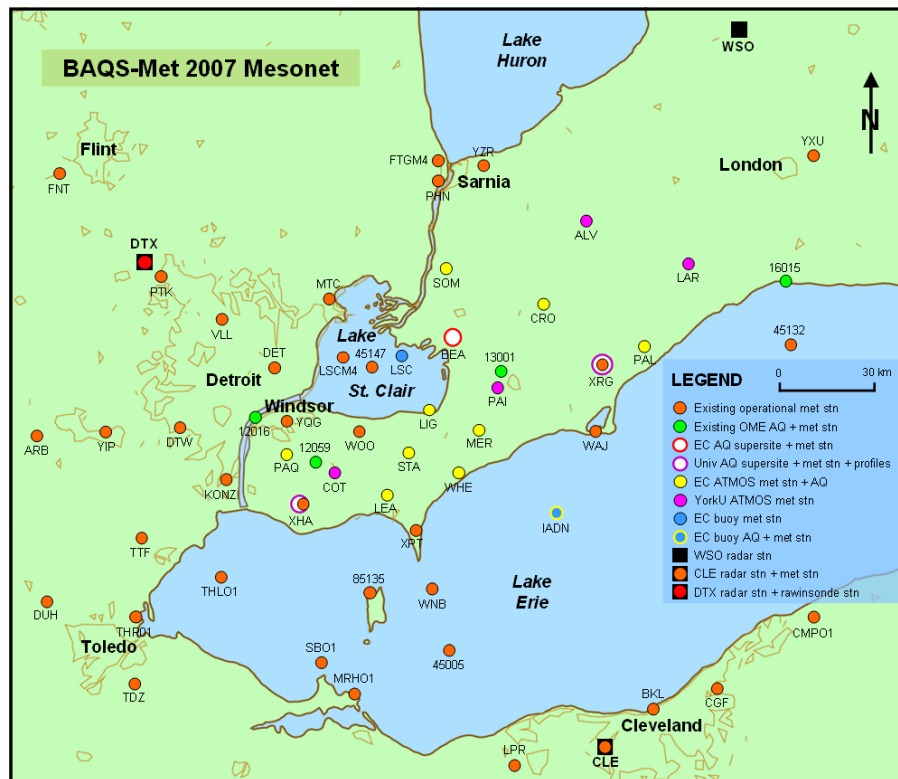 Lake
Huron
WSO
BAQS-Met 2007 Mesonet
N
Flint
FNT
FTGM4
YZR
PHN
Sarnia
YXU
London
ALV
DTX
PTK
LAR
16015
SOM
MTC
CRO
VLL
45132
Lake
45147
LSCM4
LSC
St. Clair
BEA
13001
PAL
XRG
PAI
DET
Detroit
Windsor
12016
YQG
LIG
WOO
MER
WAJ
ARB
YIP
DTW
KONZI
12059
PAQ
COT
STA
WHE
LEA
XHA
XPT
IADN
TTF
THLO1
85135
WNB
Lake
Erie
DUH
THRO1
Toledo
TDZ
SBO1
MRHO1
45005
CMPO1
BKL
CGF
Cleveland
CLE
LPR
LEGEND
0 30 km
Existing operational met stn
Existing OME AQ + met stn
EC AQ supersite + met stn
Univ AQ supersite + met stn + profiles
EC ATMOS met stn + AQ
YorkU ATMOS met stn
EC buoy met stn
EC buoy AQ + met stn
WSO radar stn
CLE radar stn + met stn
DTX radar stn + rawinsonde stn